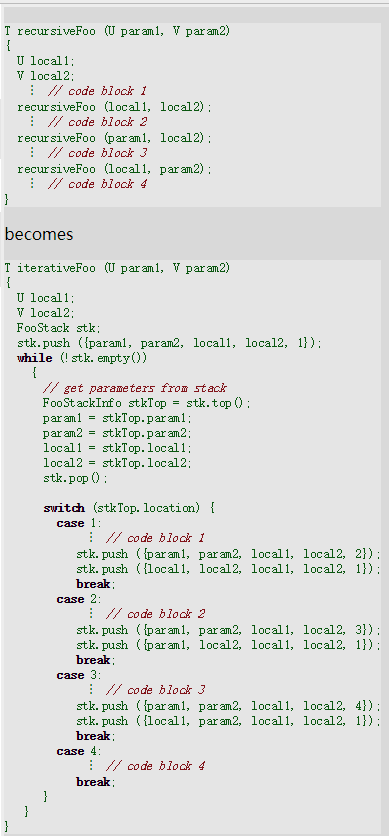 T recursiveFoo (U param1, V param2)
{
U local1;
V local2;
⋮ // code block 1
recursiveFoo (local1, local2);
⋮ // code block 2
recursiveFoo (param1, local2);
⋮ // code block 3
recursiveFoo (local1, param2);
⋮ // code block 4
}
becomes
T iterativeFoo (U param1, V param2)
{
U local1;
V local2;
FooStack stk;
stk.push ({param1, param2, local1, local2, 1});
while (!stk.empty())
{
// get parameters from stack
FooStackInfo stkTop = stk.top();
param1 = stkTop.param1;
param2 = stkTop.param2;
local1 = stkTop.local1;
local2 = stkTop.local2;
stk.pop();
switch (stkTop.location) {
case 1:
⋮ // code block 1
stk.push ({param1, param2, local1, local2, 2});
stk.push ({local1, local2, local1, local2, 1});
break;
case 2:
⋮ // code block 2
stk.push ({param1, param2, local1, local2, 3});
stk.push ({param1, local2, local1, local2, 1});
break;
case 3:
⋮ // code block 3
stk.push ({param1, param2, local1, local2, 4});
stk.push ({local1, param2, local1, local2, 1});
break;
case 4:
⋮ // code block 4
break;
}
}
}